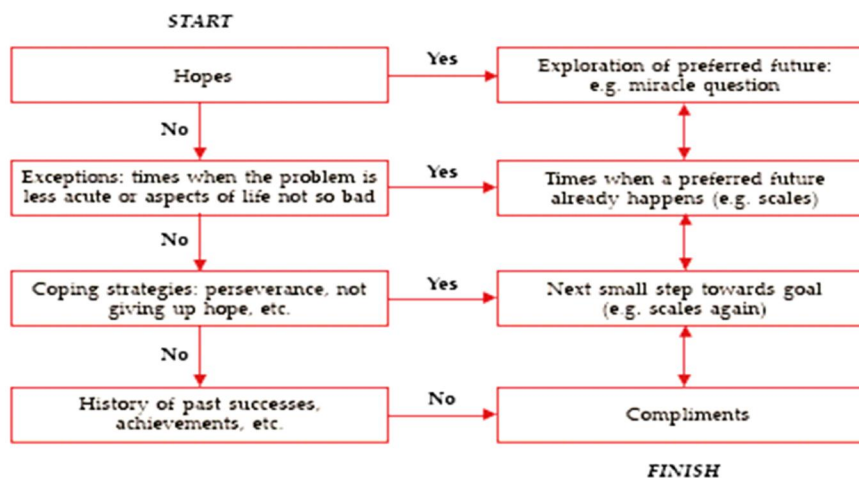 START
Hopes
Yes
Exploration of preferred future:
e.g. miracle question
No
Exceptions: times when the problem is
less acute or aspects of life not so bad
Yes
Times when a preferred future
already happens (e.g. scales)
No
Coping strategies: perseverance, not
giving up hope, etc.
Yes
Next small step towards goal
(e.g. scales again)
No
History of past successes,
achievements, etc.
No
Compliments
FINISH